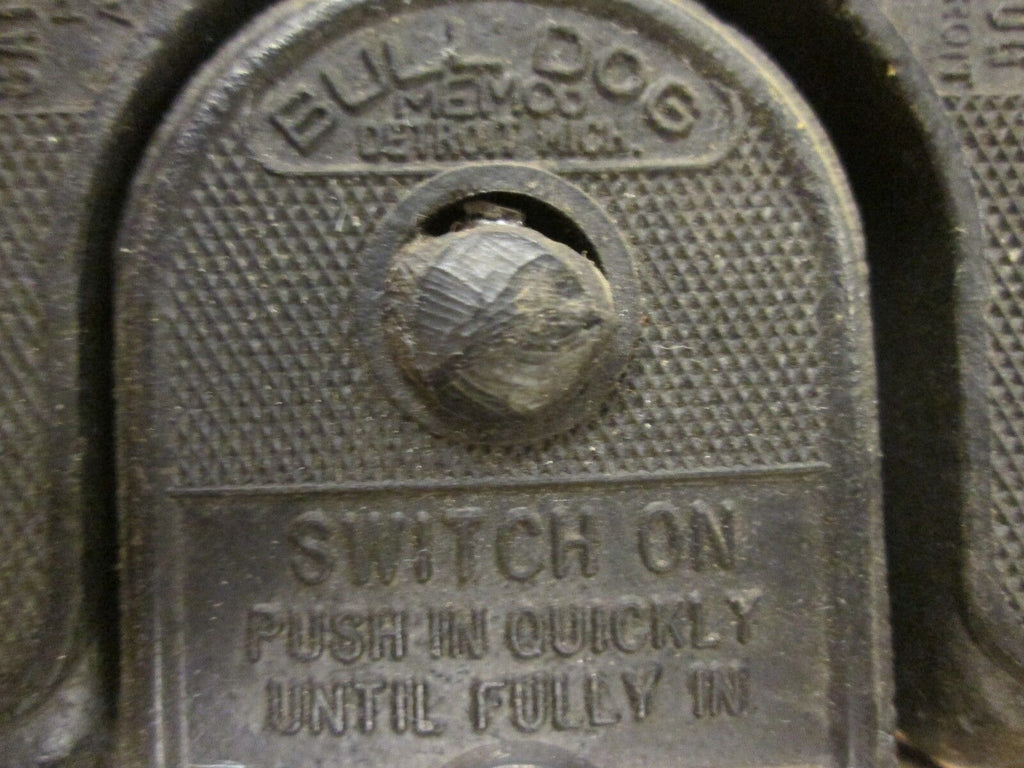 BULL DOG
MEMCO
DETROIT MICH.
SWITCH ON
PUSH IN QUICKLY
UNTIL FULLY IN